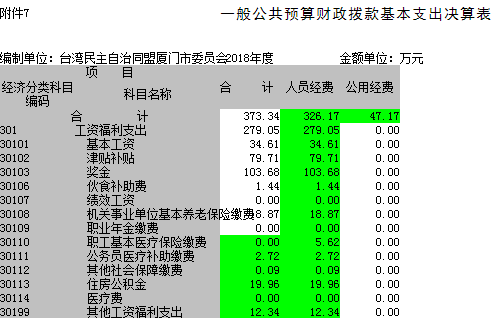 附件7
一般公共预算财政拨款基本支出决算表
编制单位：台湾民主自治同盟厦门市委员会2018年度 金额单位：万元
项 目
经济分类科目编码 科目名称 合 计 人员经费 公用经费
合 计 373.34 326.17 47.17
301 工资福利支出 279.05 279.05 0.00
30101 基本工资 34.61 34.61 0.00
30102 津贴补贴 79.71 79.71 0.00
30103 奖金 103.68 103.68 0.00
30106 伙食补助费 1.44 1.44 0.00
30107 绩效工资 0.00 0.00 0.00
30108 机关事业单位基本养老保险缴费 8.87 18.87 0.00
30109 职业年金缴费 0.00 0.00 0.00
30110 职工基本医疗保险缴费 0.00 5.62 0.00
30111 公务员医疗补助缴费 2.72 2.72 0.00
30112 其他社会保障缴费 0.09 0.09 0.00
30113 住房公积金 19.96 19.96 0.00
30114 医疗费 0.00 0.00 0.00
30199 其他工资福利支出 12.34 12.34 0.00